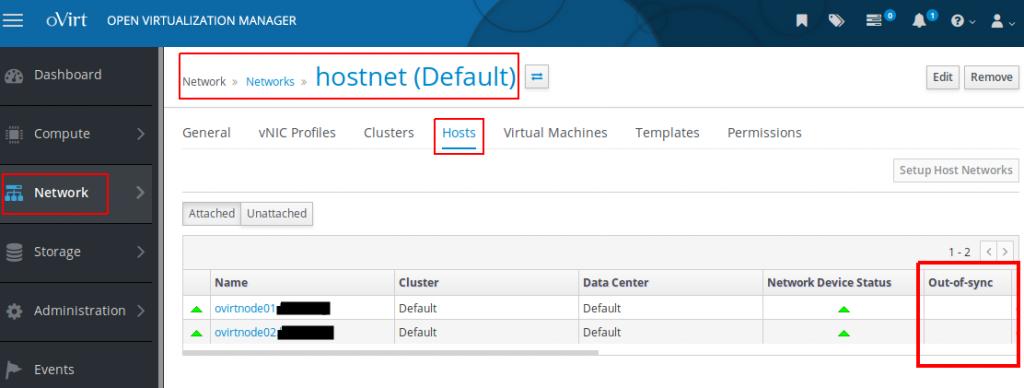 oVirt OPEN VIRTUALIZATION MANAGER
0
1
Dashboard
Compute
Network
Storage
Administration
Events
Network » Networks » hostnet (Default)
Edit Remove
General vNIC Profiles Clusters Hosts Virtual Machines Templates Permissions
Setup Host Networks
Attached Unattached
1 - 2
Name Cluster Data Center Network Device Status Out-of-sync
ovirtnode01 Default Default
ovirtnode02 Default Default